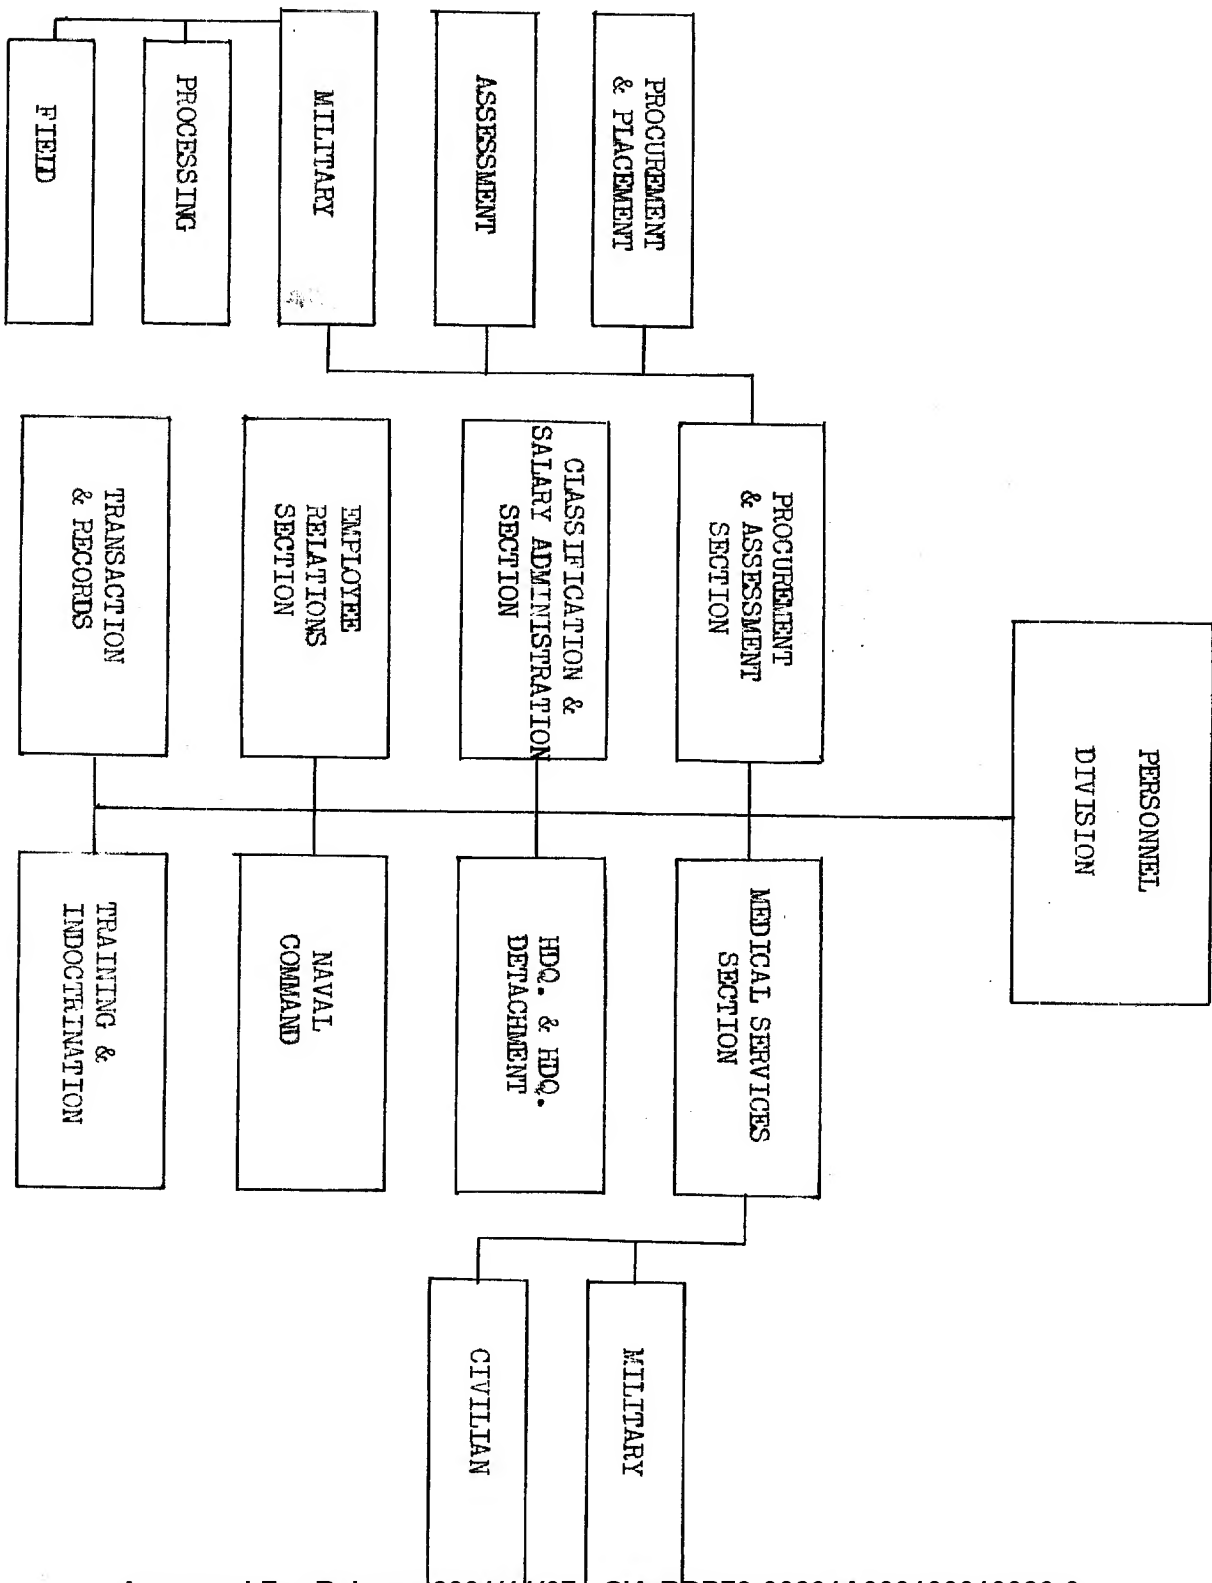 PERSONNEL
DIVISION
PROCUREMENT
& ASSESSMENT
SECTION
MEDICAL SERVICES
SECTION
PROCUREMENT
& PLACEMENT
MILITARY
CLASSIFICATION &
SALARY ADMINISTRATION
SECTION
HDQ. & HDQ.
DETACHMENT
ASSESSMENT
CIVILIAN
EMPLOYEE
RELATIONS
SECTION
NAVAL
COMMAND
MILITARY
PROCESSING
TRANSACTION
& RECORDS
TRAINING &
INDOCTRINATION
FIELD